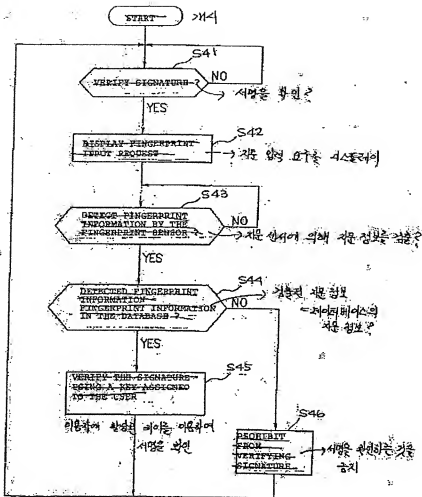 START 개시
S41
VERIFY SIGNATURE ?
NO
서명을 확인?
YES
S42
DISPLAY FINGERPRINT
INPUT PROCESS
지문 입력 요구를 디스플레이
S43
DETECT FINGERPRINT
INFORMATION BY THE
FINGERPRINT SENSOR ?
NO
지문 센서에 의해 지문 정보를 검출?
YES
S44
DETECTED FINGERPRINT
INFORMATION
FINGERPRINT INFORMATION
IN THE DATABASE ?
NO
검출된 지문 정보
= 데이터베이스의
지문 정보?
YES
S45
VERIFY THE SIGNATURE
USING A KEY ASSIGNED
TO THE USER
할당된 이용하여
서명을 확인
S46
PROHIBIT
FROM
VERIFYING
SIGNATURE
서명을 확인하는 것을
금지